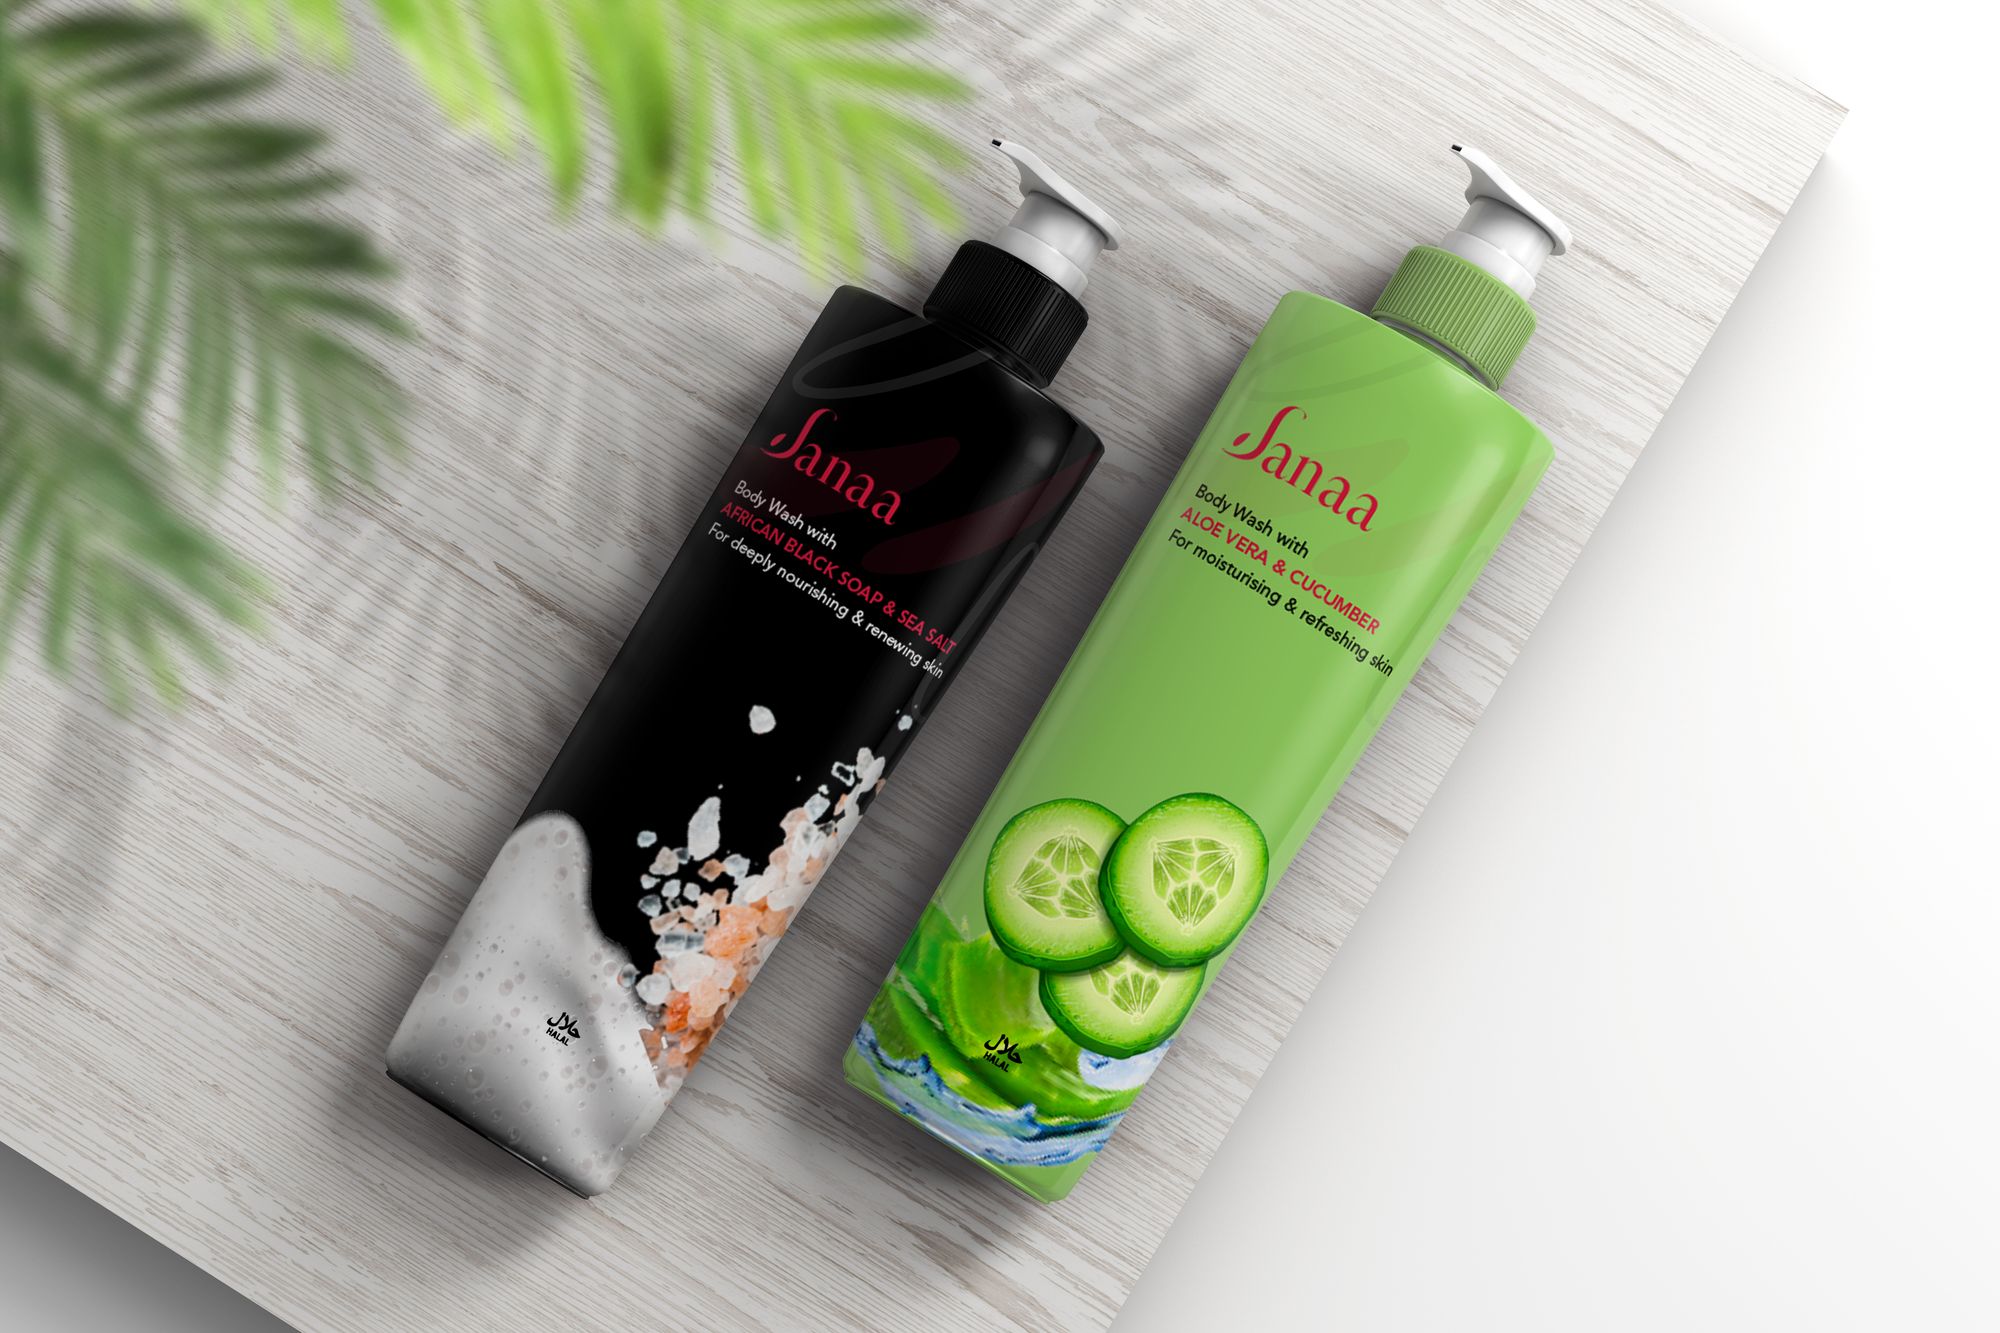 Sanaa
Body Wash with
AFRICAN BLACK SOAP & SEA SALT
For deeply nourishing & renewing skin
حلال
HALAL
Sanaa
Body Wash with
ALOE VERA & CUCUMBER
For moisturising & refreshing skin
حلال
HALAL